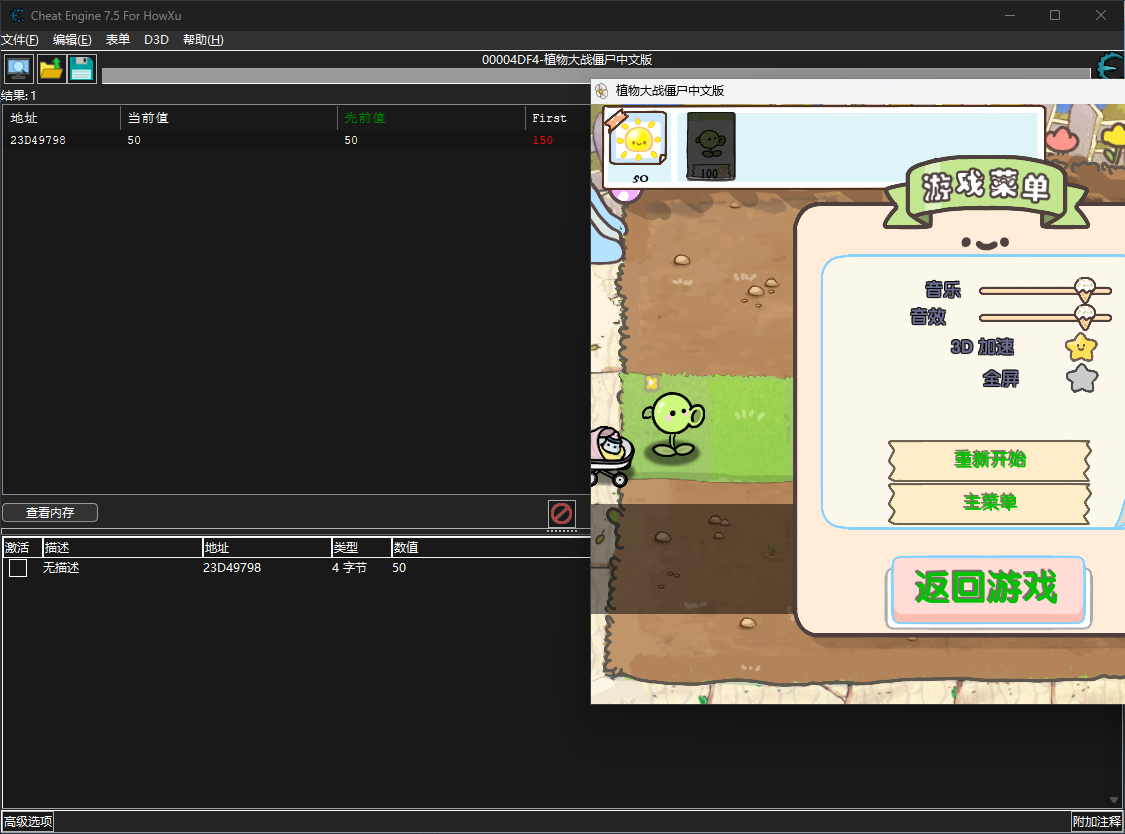 Cheat Engine 7.5 For HowXu
文件(F) 编辑(E) 表单 D3D 帮助(H)
00004DF4-植物大战僵尸中文版
结果: 1
地址 当前值 先前值 First
23D49798 50 50 150
植物大战僵尸中文版
50
100
游戏菜单
音乐
音效
3D 加速
全屏
重新开始
主菜单
返回游戏
查看内存
激活 描述 地址 类型 数值
无描述 23D49798 4 字节 50
高级选项
附加注释